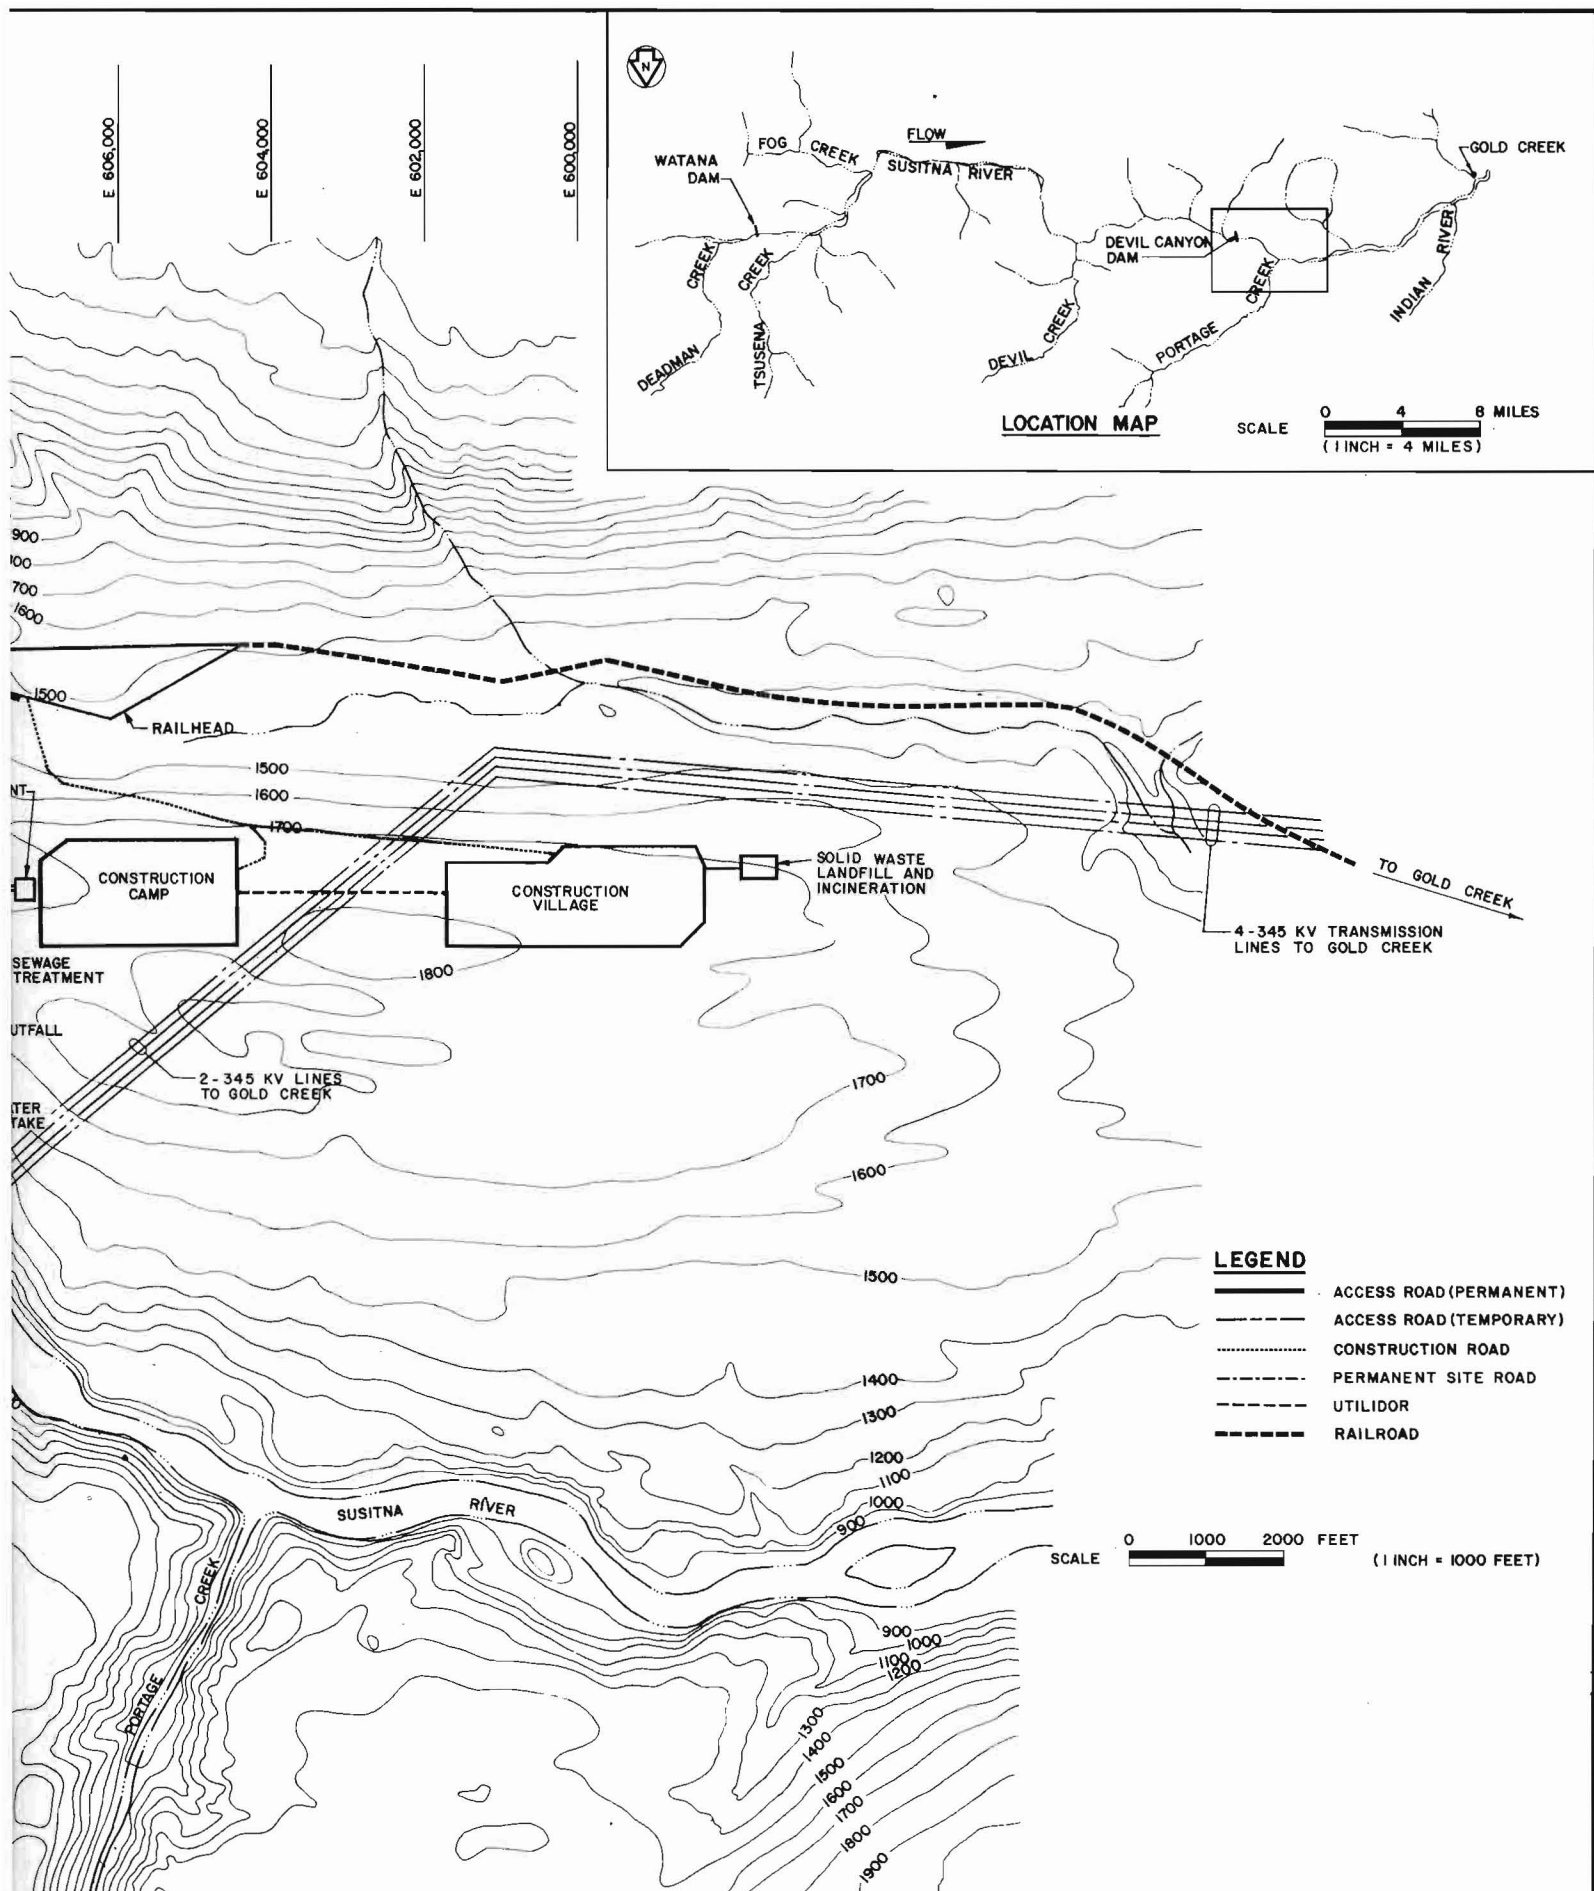 E 606,000
E 604,000
E 602,000
E 600,000
N
WATANA
DAM
FOG CREEK
FLOW
SUSITNA RIVER
GOLD CREEK
DEVIL CANYON
DAM
DEADMAN CREEK
TSUSENA CREEK
DEVIL CREEK
PORTAGE CREEK
INDIAN RIVER
LOCATION MAP
SCALE
0 4 8 MILES
(1 INCH = 4 MILES)
900
700
1600
1500
RAILHEAD
1500
1600
1700
CONSTRUCTION
CAMP
CONSTRUCTION
VILLAGE
SOLID WASTE
LANDFILL AND
INCINERATION
TO GOLD CREEK
4-345 KV TRANSMISSION
LINES TO GOLD CREEK
SEWAGE
TREATMENT
1800
UTFALL
2-345 KV LINES
TO GOLD CREEK
TER
TAKE
1700
1600
1500
1400
1300
1200
1100
1000
900
LEGEND
ACCESS ROAD (PERMANENT)
ACCESS ROAD (TEMPORARY)
CONSTRUCTION ROAD
PERMANENT SITE ROAD
UTILIDOR
RAILROAD
SUSITNA RIVER
SCALE
0 1000 2000 FEET
(1 INCH = 1000 FEET)
PORTAGE CREEK
900
1000
1100
1200
1300
1400
1500
1600
1700
1800
1900